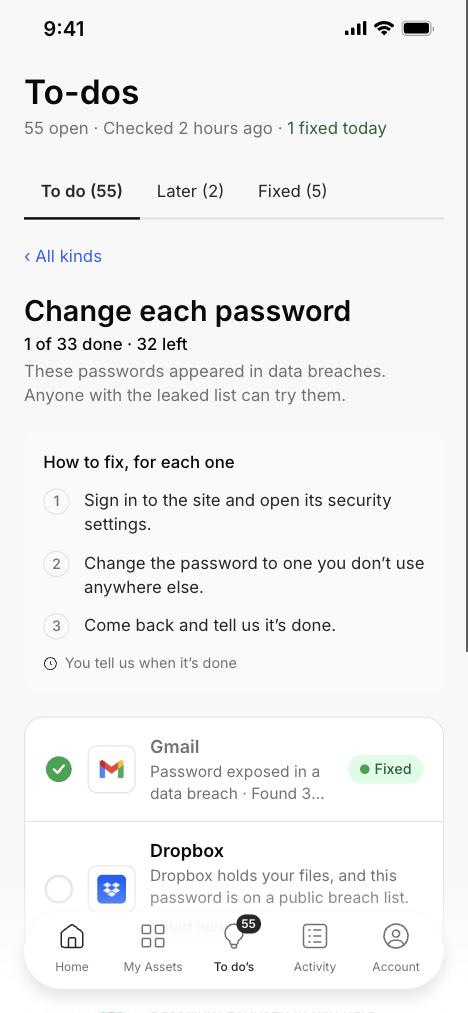 9:41
To-dos
55 open · Checked 2 hours ago · 1 fixed today
To do (55)
Later (2)
Fixed (5)
‹ All kinds
Change each password
1 of 33 done · 32 left
These passwords appeared in data breaches.
Anyone with the leaked list can try them.
How to fix, for each one
1 Sign in to the site and open its security
settings.
2 Change the password to one you don’t use
anywhere else.
3 Come back and tell us it’s done.
You tell us when it’s done
Gmail
Password exposed in a
data breach · Found 3…
Fixed
Dropbox
Dropbox holds your files, and this
password is on a public breach list.
55
Home
My Assets
To do’s
Activity
Account